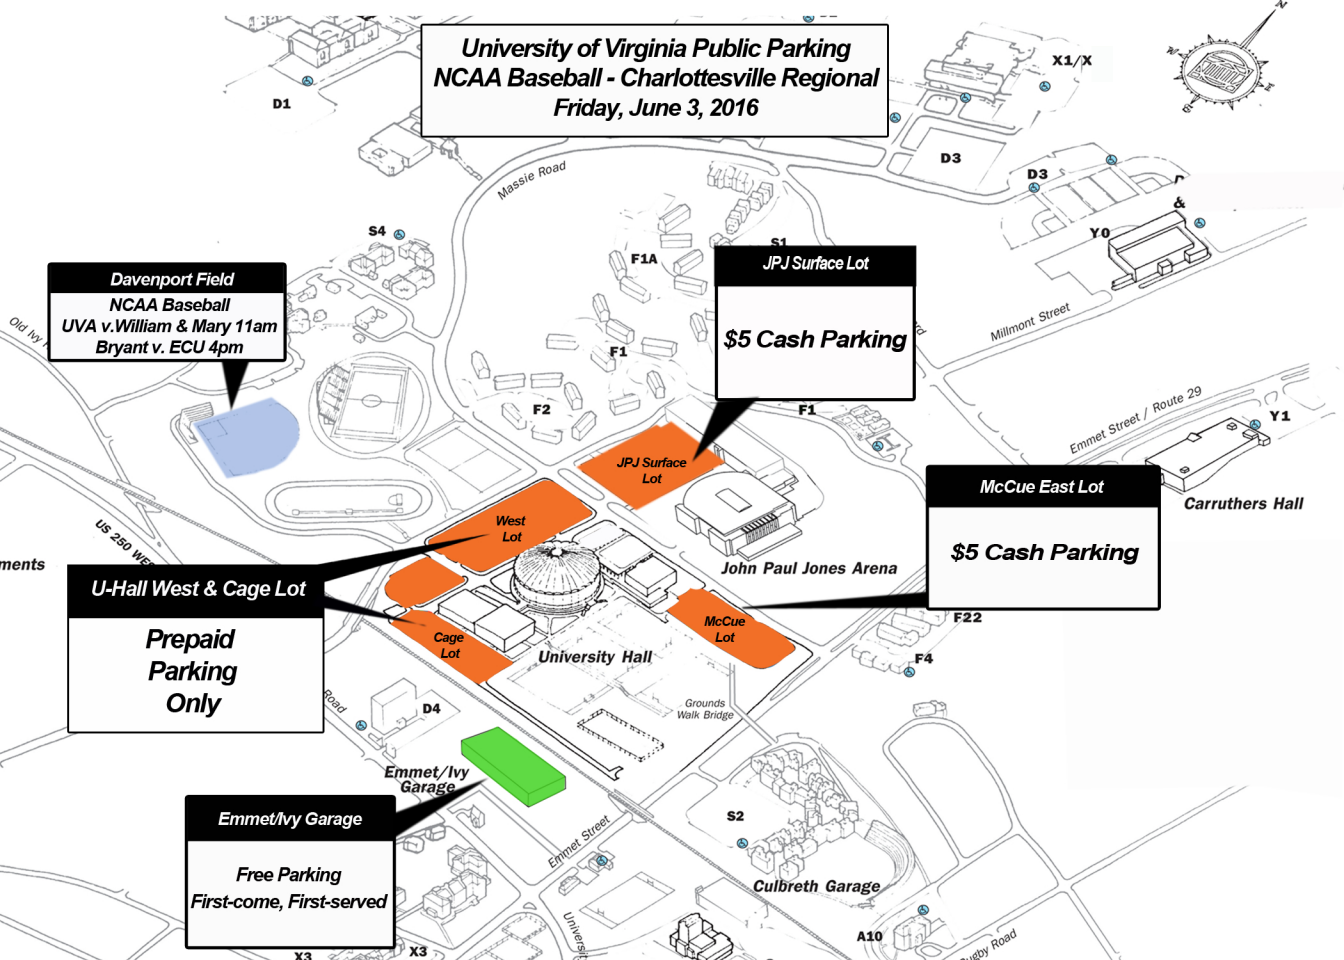 University of Virginia Public Parking
NCAA Baseball - Charlottesville Regional
Friday, June 3, 2016
N
X1/X
D1
D3
D3
Massie Road
&
Y0
S4
S1
F1A
Davenport Field
NCAA Baseball
UVA v.William & Mary 11am
Bryant v. ECU 4pm
JPJ Surface Lot
$5 Cash Parking
Millmont Street
Old Ivy
F1
F2
F1
Emmet Street / Route 29
Y1
JPJ Surface
Lot
McCue East Lot
$5 Cash Parking
Carruthers Hall
West
Lot
US 250
John Paul Jones Arena
U-Hall West & Cage Lot
Prepaid
Parking
Only
McCue
Lot
F22
Cage
Lot
University Hall
F4
Road
D4
Grounds
Walk Bridge
Emmet/Ivy
Garage
Emmet/Ivy Garage
Free Parking
First-come, First-served
S2
Emmet Street
Culbreth Garage
A10
Rugby Road
X3
X3